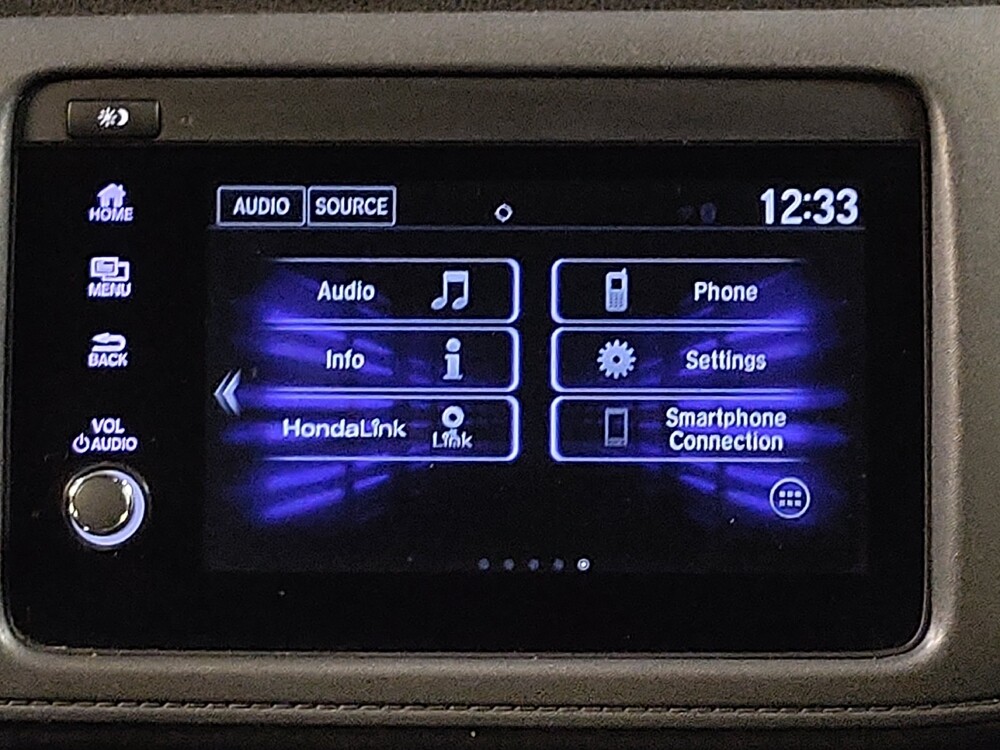 AUDIO SOURCE 12:33
HOME
MENU
BACK
VOL
AUDIO
Audio
Phone
Info
Settings
HondaLink
Link
Smartphone
Connection